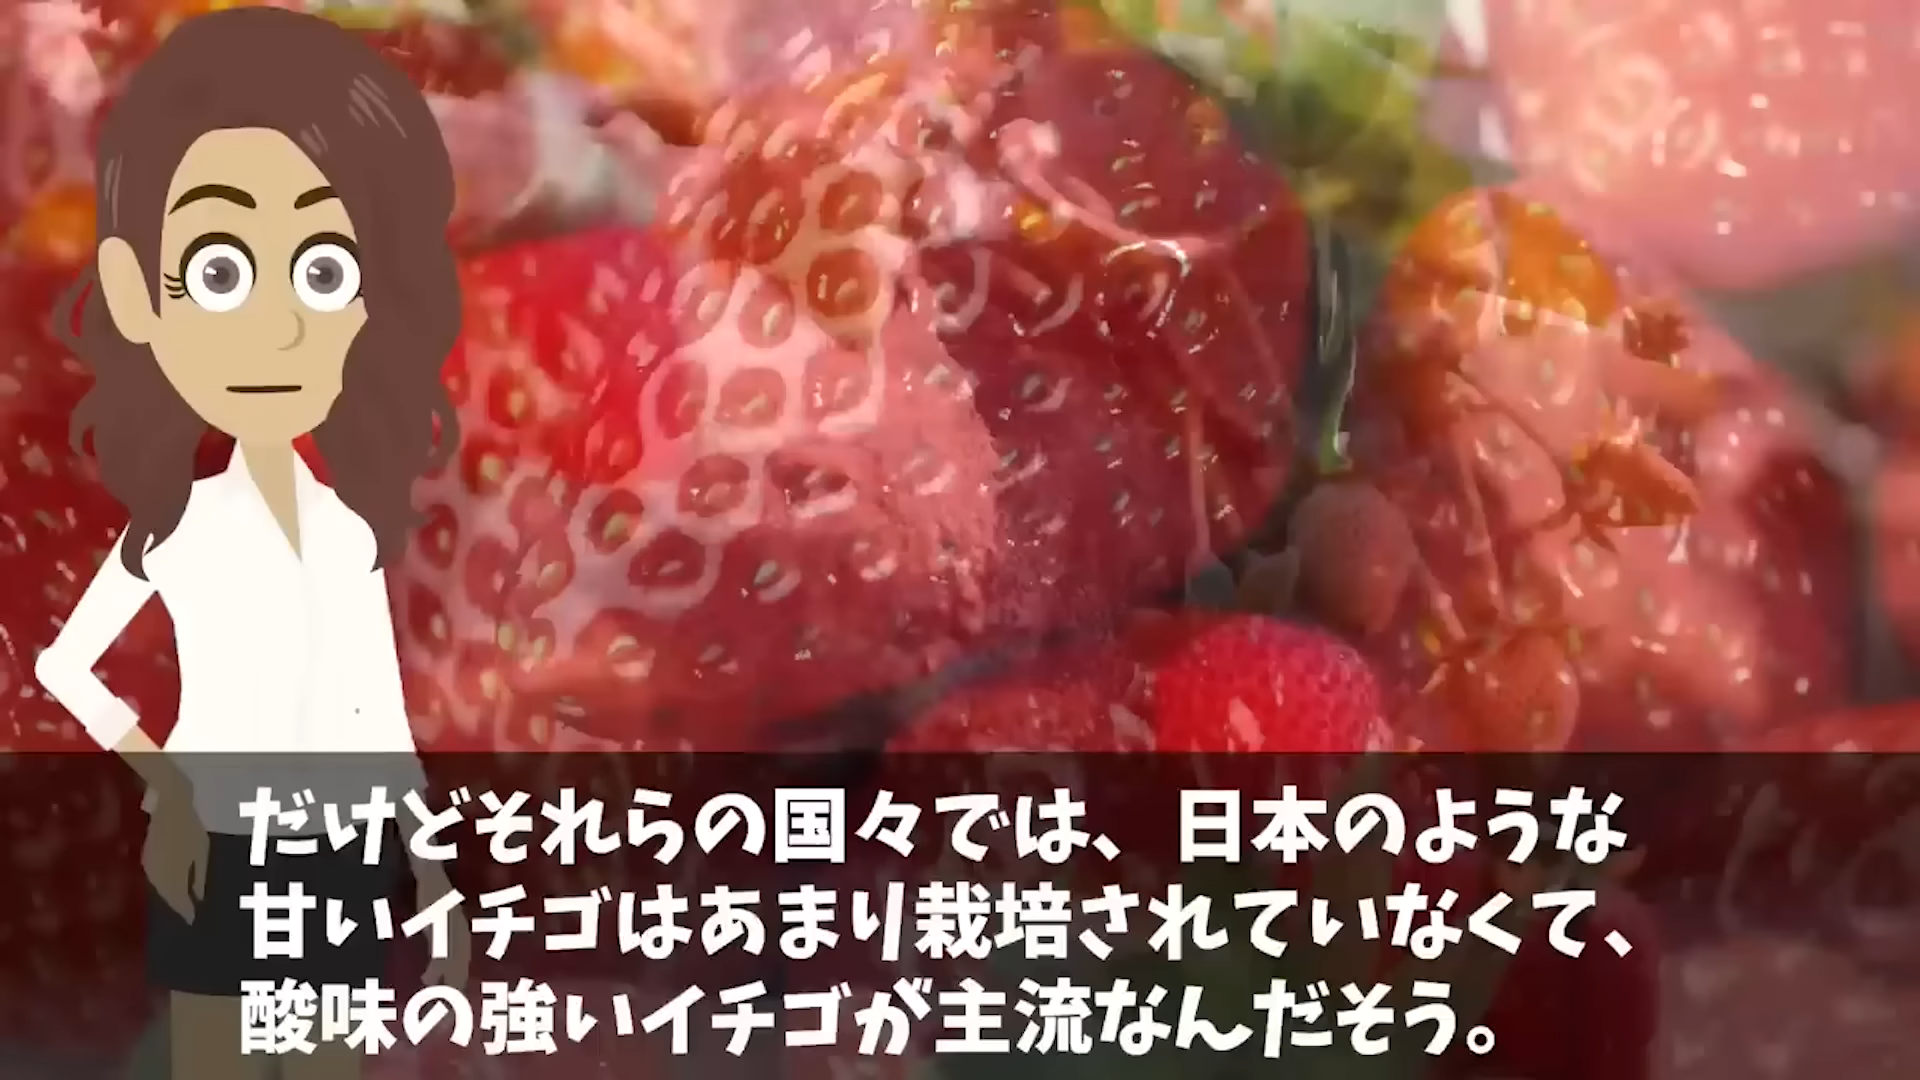 だけどそれらの国々では、日本のような
甘いイチゴはあまり栽培されていなくて、
酸味の強いイチゴが主流なんだそう。